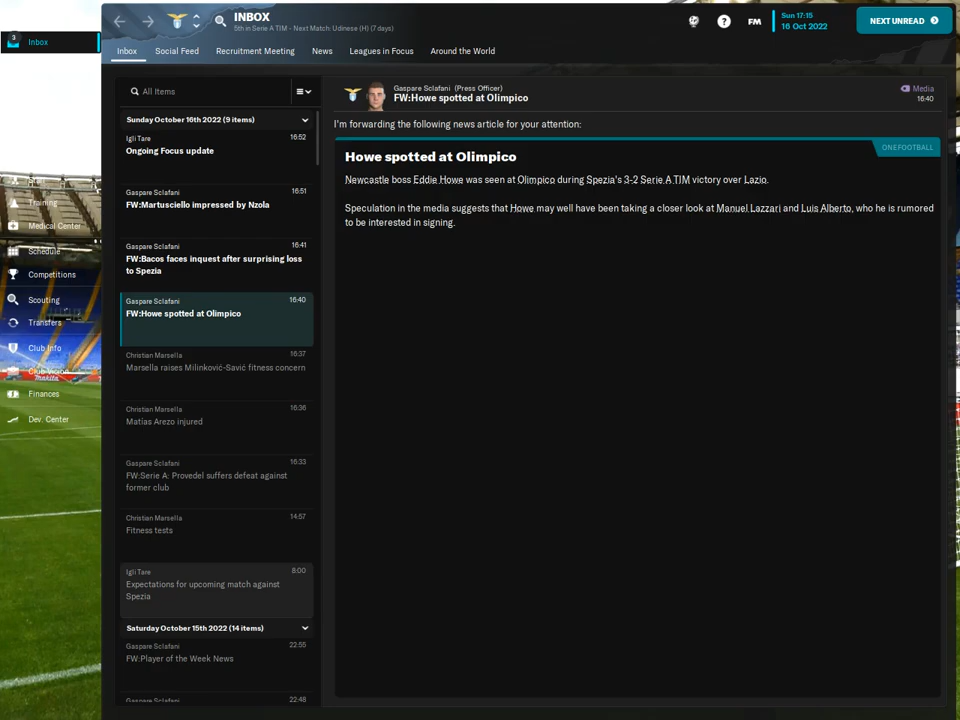 3
Inbox
Training
Medical Center
Schedule
Competitions
Scouting
Transfers
Club Info
Finances
Dev. Center
INBOX
5th in Serie A TIM - Next Match: Udinese (H) (7 days)
?
FM
Sun 17:15
16 Oct 2022
NEXT UNREAD
Inbox
Social Feed
Recruitment Meeting
News
Leagues in Focus
Around the World
All Items
Sunday October 16th 2022 (9 items)
Igli Tare
16:52
Ongoing Focus update
Gaspare Sclafani
16:51
FW:Martusciello impressed by Nzola
Gaspare Sclafani
16:41
FW:Bacos faces inquest after surprising loss
to Spezia
Gaspare Sclafani
16:40
FW:Howe spotted at Olimpico
Christian Marsella
16:37
Marsella raises Milinković-Savić fitness concern
Christian Marsella
16:36
Matías Arezo injured
Gaspare Sclafani
16:33
FW:Serie A: Provedel suffers defeat against
former club
Christian Marsella
14:57
Fitness tests
Igli Tare
8:00
Expectations for upcoming match against
Spezia
Saturday October 15th 2022 (14 items)
Gaspare Sclafani
22:55
FW:Player of the Week News
Gaspare Sclafani
22:48
Gaspare Sclafani (Press Officer)
FW:Howe spotted at Olimpico
Media
16:40
I'm forwarding the following news article for your attention:
ONEFOOTBALL
Howe spotted at Olimpico
Newcastle boss Eddie Howe was seen at Olimpico during Spezia's 3-2 Serie A TIM victory over Lazio.
Speculation in the media suggests that Howe may well have been taking a closer look at Manuel Lazzari and Luis Alberto, who he is rumored
to be interested in signing.